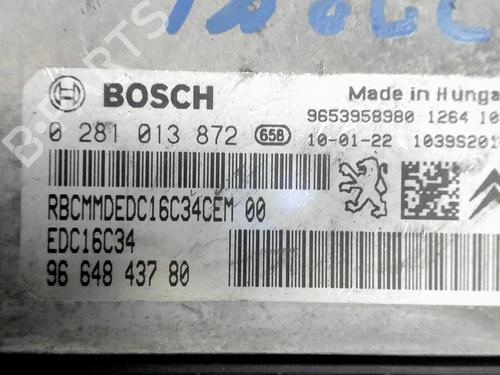 BOSCH
Made in Hunga
9653958980 1264 10
0 281 013 872 658 10-01-22 1039S201
RBCMMDEDC16C34CEM 00
EDC16C34
96 648 437 80
B-PARTS